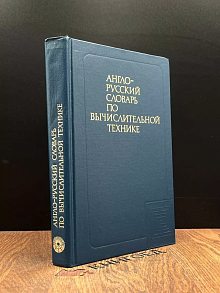 АНГЛО-
РУССКИЙ
СЛОВАРЬ
ПО
ВЫЧИСЛИТЕЛЬНОЙ
ТЕХНИКЕ
АНГЛО-РУССКИЙ СЛОВАРЬ
ПО ВЫЧИСЛИТЕЛЬНОЙ ТЕХНИКЕ